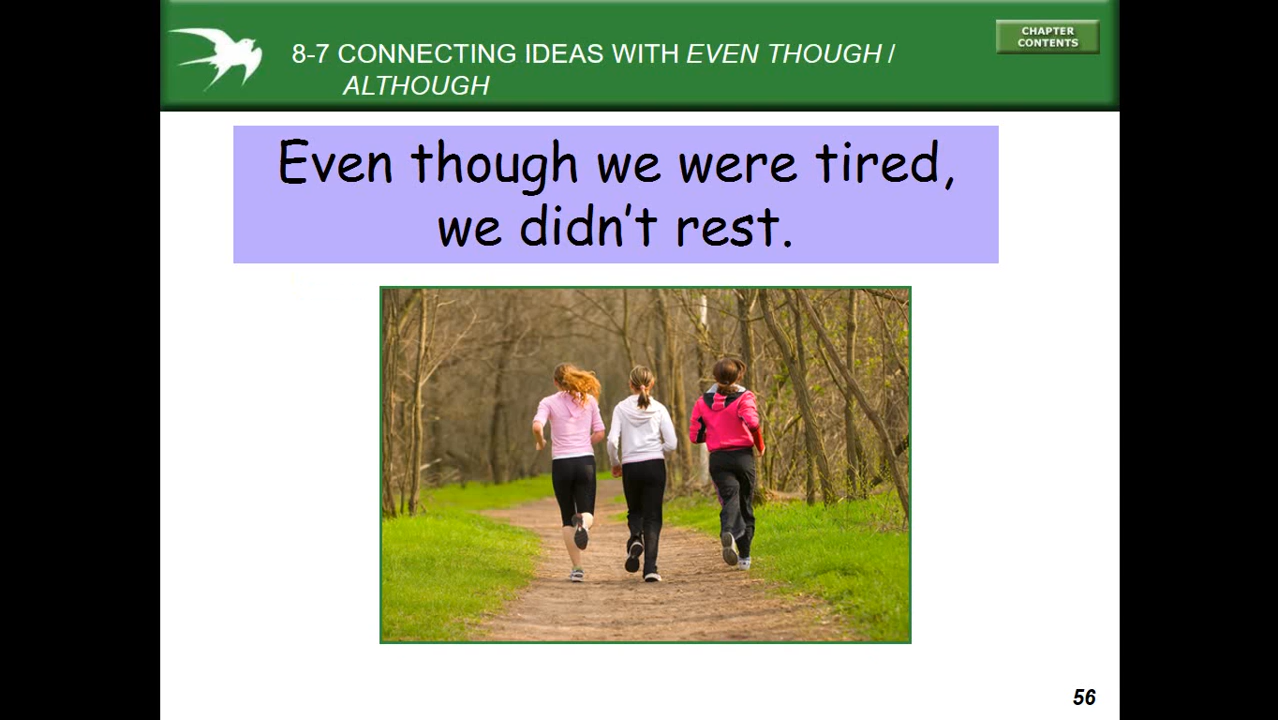 8-7 CONNECTING IDEAS WITH EVEN THOUGH /
ALTHOUGH
CHAPTER
CONTENTS
Even though we were tired,
we didn’t rest.
56